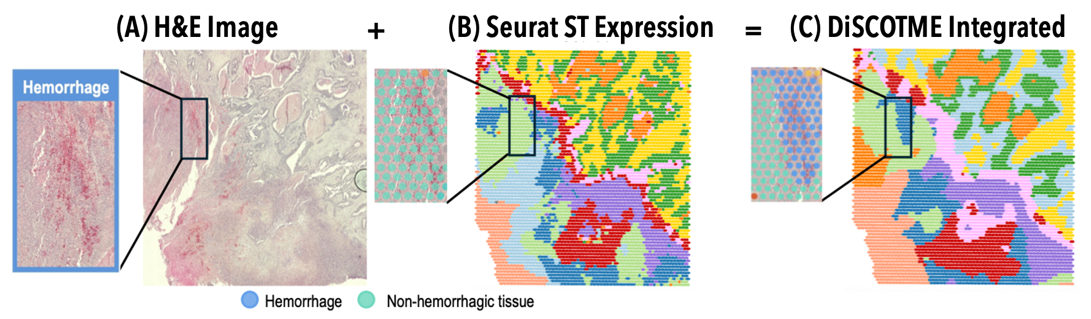 (A) H&E Image + (B) Seurat ST Expression = (C) DiSCOTME Integrated
Hemorrhage
Hemorrhage Non-hemorrhagic tissue